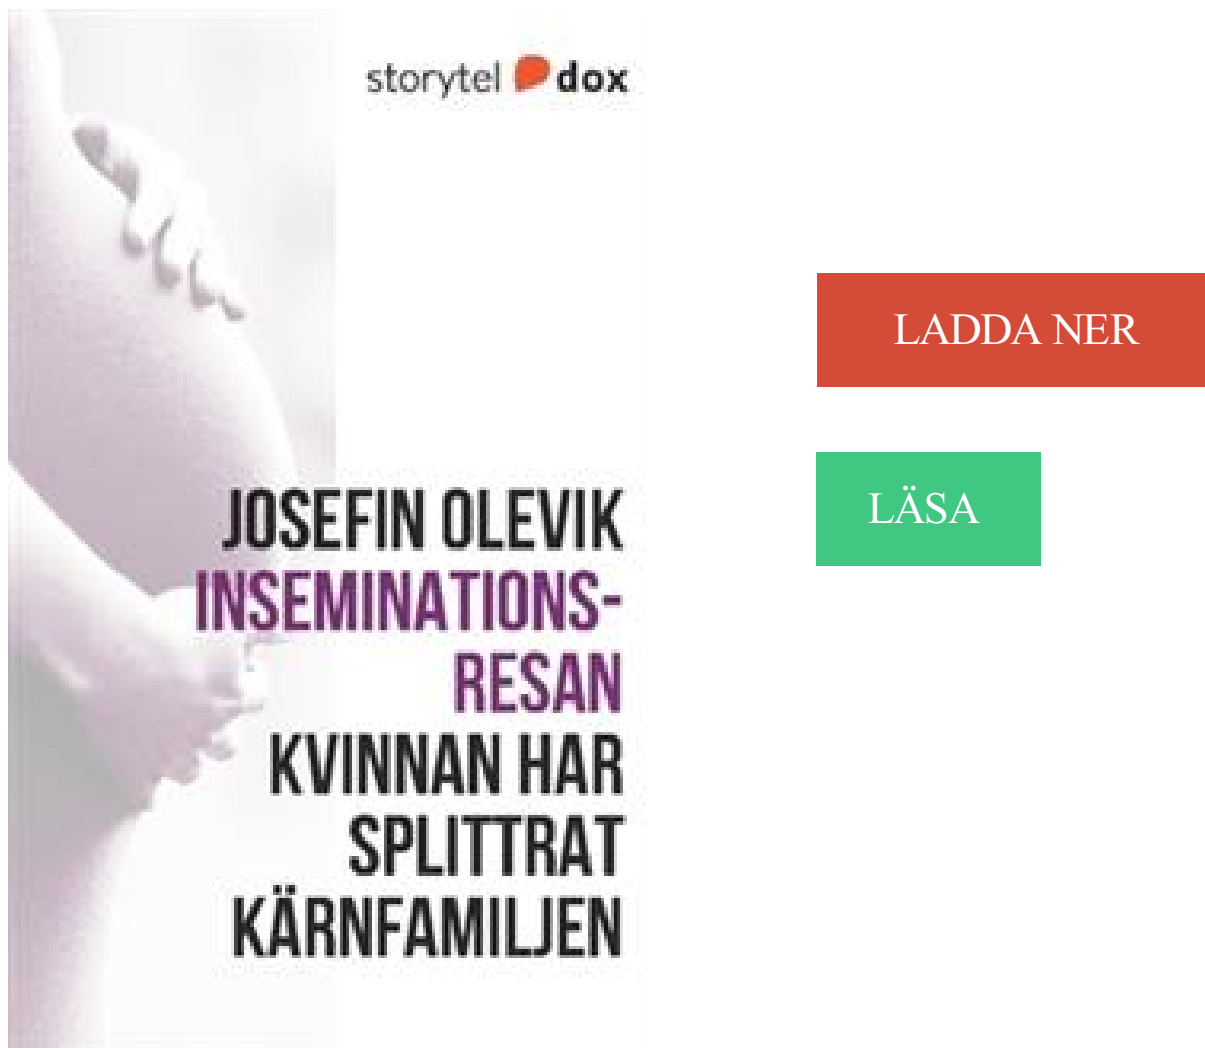 storytel dox
LADDA NER
LÄSA
JOSEFIN OLEVIK
INSEMINATIONS-
RESAN
KVINNAN HAR
SPLITTRAT
KÄRNFAMILJEN